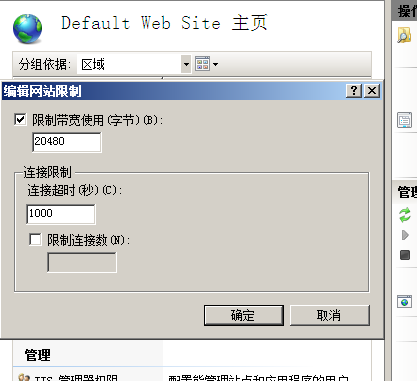 Default Web Site 主页
操作
分组依据: 区域
编辑网站限制
限制带宽使用(字节)(B):
20480
连接限制
连接超时(秒)(C):
1000
限制连接数(N):
管理
确定
取消
管理
IIS 管理器权限
配置能管理站点和应用程序的用户